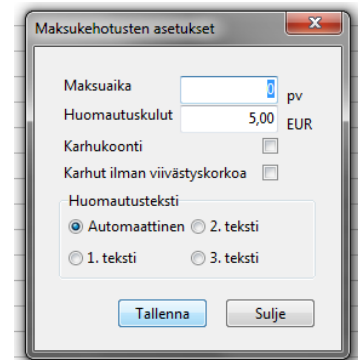 Maksukehotusten asetukset
Maksuaika 0 pv
Huomautuskulut 5,00 EUR
Karhukoonti
Karhut ilman viivästyskorkoa
Huomautusteksti
Automaattinen 2. teksti
1. teksti 3. teksti
Tallenna Sulje